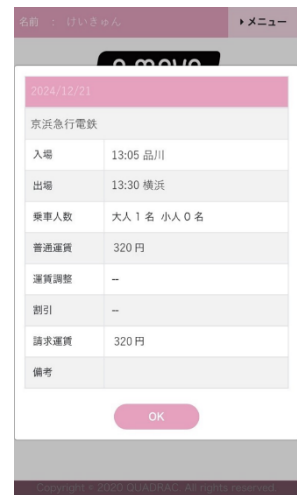 名前 : けいきゅん
▶メニュー
2024/12/21
京浜急行電鉄
入場 13:05 品川
出場 13:30 横浜
乗車人数 大人 1 名 小人 0 名
普通運賃 320 円
運賃調整 --
割引 --
請求運賃 320 円
備考
OK
Copyright © 2020 QUADRAC. All rights reserved.